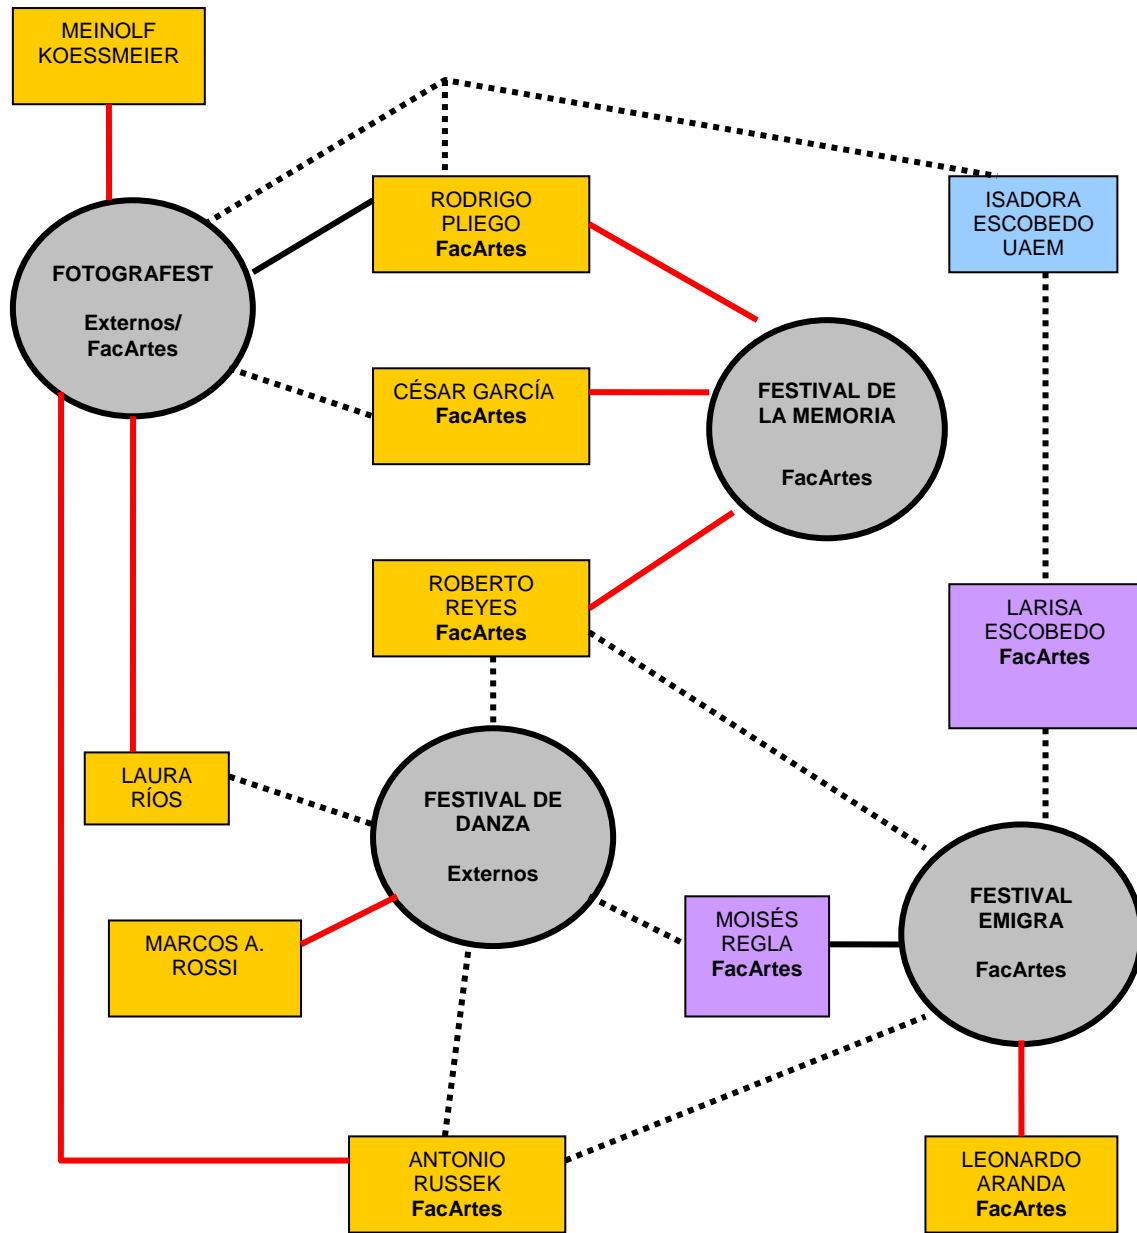 MEINOLF
KOESSMEIER
RODRIGO
PLIEGO
FacArtes
ISADORA
ESCOBEDO
UAEM
FOTOGRAFEST
Externos/
FacArtes
CÉSAR GARCÍA
FacArtes
FESTIVAL DE
LA MEMORIA
FacArtes
ROBERTO
REYES
FacArtes
LARISA
ESCOBEDO
FacArtes
LAURA
RÍOS
FESTIVAL DE
DANZA
Externos
MARCOS A.
ROSSI
MOISÉS
REGLA
FacArtes
FESTIVAL
EMIGRA
FacArtes
ANTONIO
RUSSEK
FacArtes
LEONARDO
ARANDA
FacArtes